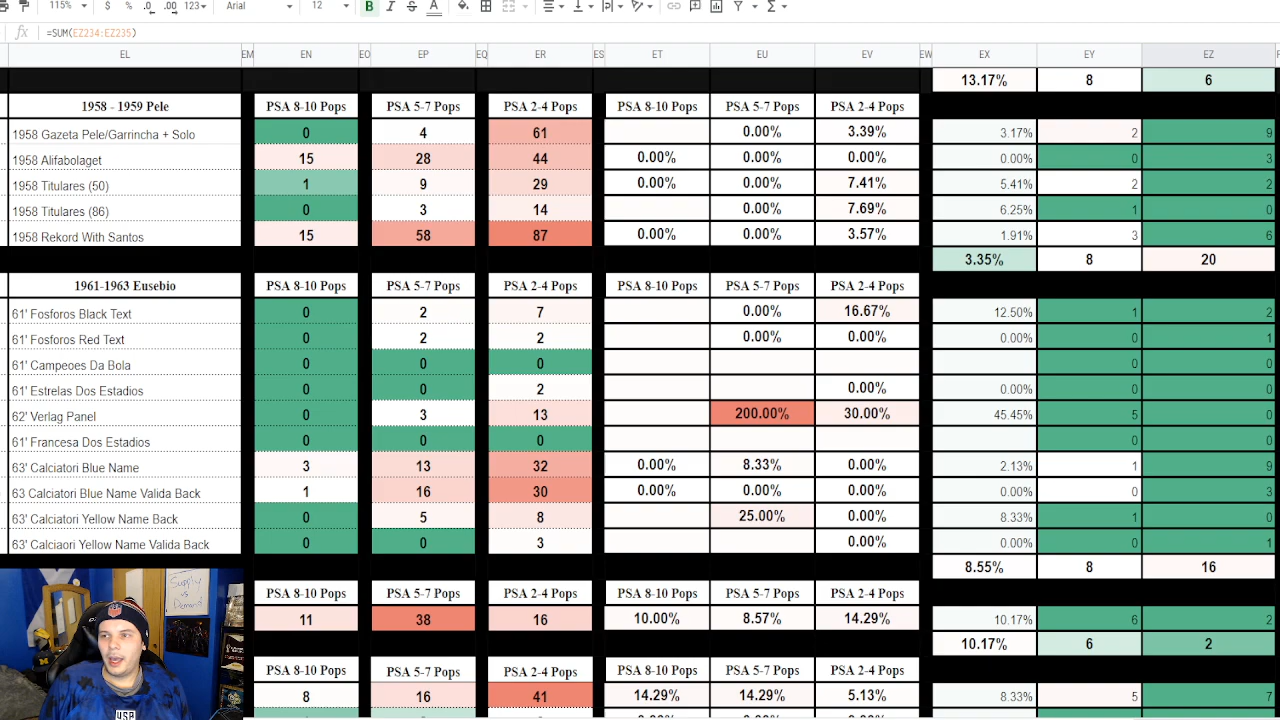 115% $ % .0 .00 123 Arial 12 B I S A Σ
fx =SUM(EZ234:EZ235)
EL EM EN EO EP EQ ER ES ET EU EV EW EX EY EZ
13.17% 8 6
1958 - 1959 Pele PSA 8-10 Pops PSA 5-7 Pops PSA 2-4 Pops PSA 8-10 Pops PSA 5-7 Pops PSA 2-4 Pops
1958 Gazeta Pele/Garrincha + Solo 0 4 61 0.00% 3.39% 3.17% 2 9
1958 Alifabolaget 15 28 44 0.00% 0.00% 0.00% 0.00% 0 3
1958 Titulares (50) 1 9 29 0.00% 0.00% 7.41% 5.41% 2 2
1958 Titulares (86) 0 3 14 0.00% 7.69% 6.25% 1 0
1958 Rekord With Santos 15 58 87 0.00% 0.00% 3.57% 1.91% 3 6
3.35% 8 20
1961-1963 Eusebio PSA 8-10 Pops PSA 5-7 Pops PSA 2-4 Pops PSA 8-10 Pops PSA 5-7 Pops PSA 2-4 Pops
61' Fosforos Black Text 0 2 7 0.00% 16.67% 12.50% 1 2
61' Fosforos Red Text 0 2 2 0.00% 0.00% 0.00% 0 1
61' Campeoes Da Bola 0 0 0 0 0
61' Estrelas Dos Estadios 0 0 2 0.00% 0.00% 0 0
62' Verlag Panel 0 3 13 200.00% 30.00% 45.45% 5 0
61' Francesa Dos Estadios 0 0 0 0 0
63' Calciatori Blue Name 3 13 32 0.00% 8.33% 0.00% 2.13% 1 9
63 Calciatori Blue Name Valida Back 1 16 30 0.00% 0.00% 0.00% 0.00% 0 3
63' Calciatori Yellow Name Back 0 5 8 25.00% 0.00% 8.33% 1 0
63' Calciaori Yellow Name Valida Back 0 0 3 0.00% 0.00% 0 1
8.55% 8 16
PSA 8-10 Pops PSA 5-7 Pops PSA 2-4 Pops PSA 8-10 Pops PSA 5-7 Pops PSA 2-4 Pops
11 38 16 10.00% 8.57% 14.29% 10.17% 6 2
10.17% 6 2
PSA 8-10 Pops PSA 5-7 Pops PSA 2-4 Pops PSA 8-10 Pops PSA 5-7 Pops PSA 2-4 Pops
8 16 41 14.29% 14.29% 5.13% 8.33% 5 7
Supply
vs
Demand
USA